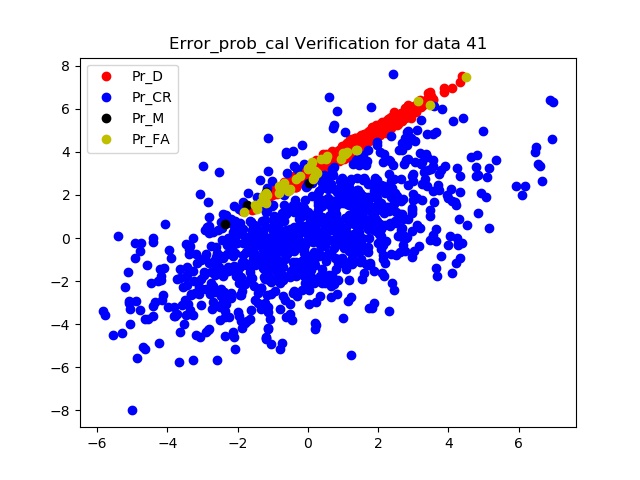 Error_prob_cal Verification for data 41
8
6
4
2
0
−2
−4
−6
−8
Pr_D
Pr_CR
Pr_M
Pr_FA
−6 −4 −2 0 2 4 6